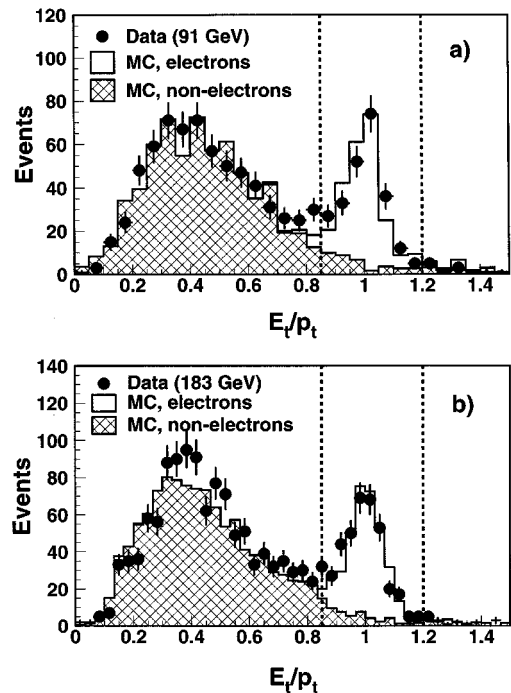 120
100
80
60
40
20
0
Events
Data (91 GeV)
MC, electrons
MC, non-electrons
a)
0 0.2 0.4 0.6 0.8 1 1.2 1.4
Et/pt
140
120
100
80
60
40
20
0
Events
Data (183 GeV)
MC, electrons
MC, non-electrons
b)
0 0.2 0.4 0.6 0.8 1 1.2 1.4
Et/pt